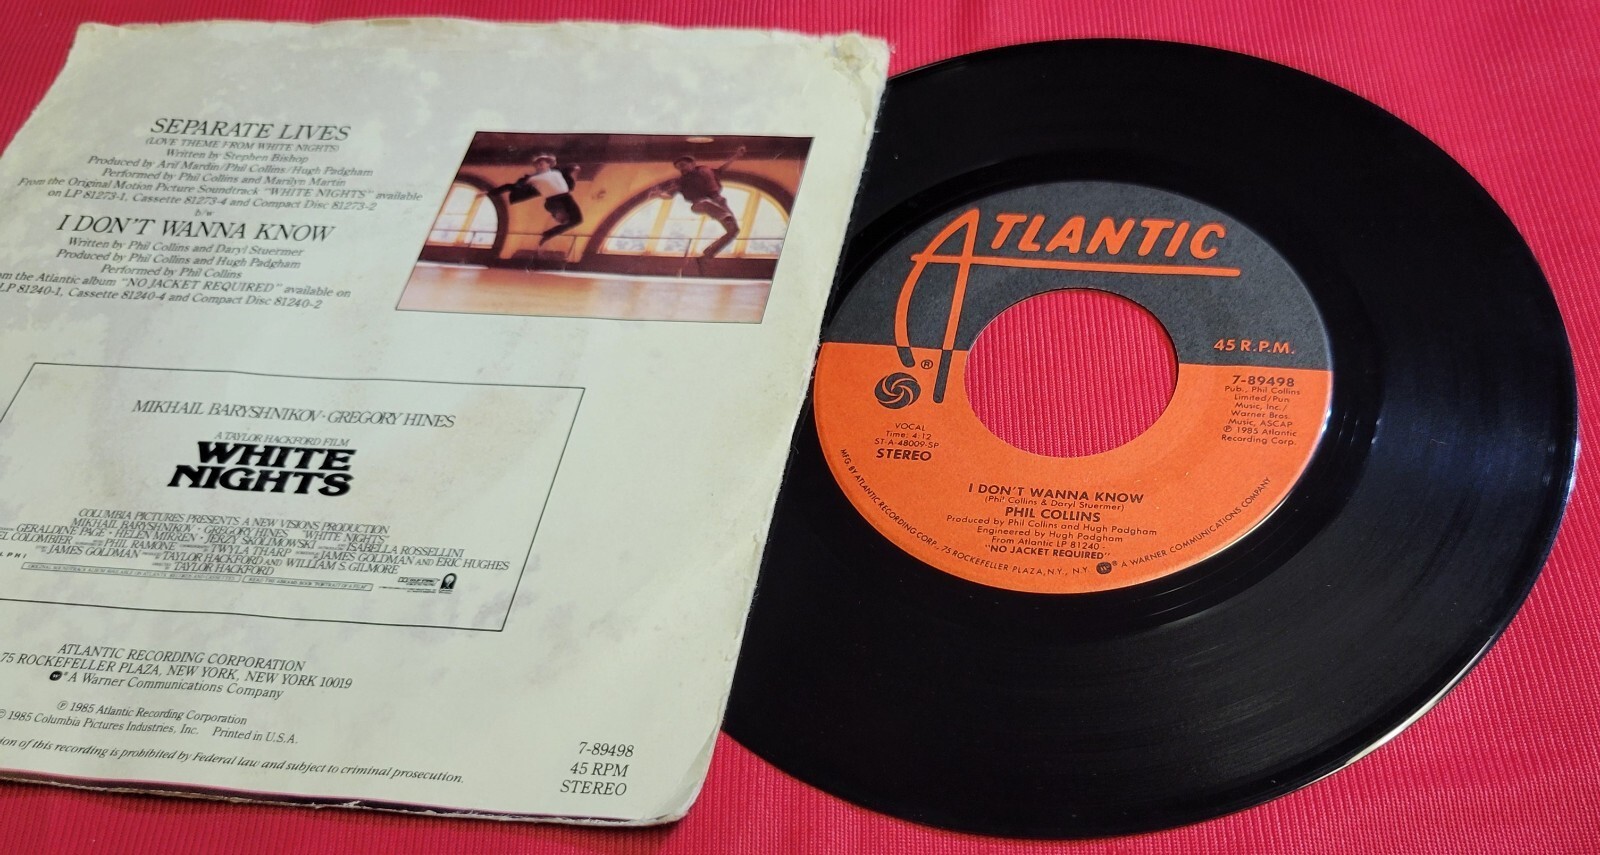 SEPARATE LIVES
(LOVE THEME FROM WHITE NIGHTS)
Written by Stephen Bishop
Produced by Arif Mardin/Phil Collins/Hugh Padgham
Performed by Phil Collins and Marilyn Martin
From the Original Motion Picture Soundtrack "WHITE NIGHTS" available
on LP 81273-1, Cassette 81273-4 and Compact Disc 81273-2
b/w
I DON'T WANNA KNOW
Written by Phil Collins and Daryl Stuermer
Produced by Phil Collins and Hugh Padgham
Performed by Phil Collins
om the Atlantic album "NO JACKET REQUIRED" available on
LP 81240-1, Cassette 81240-4 and Compact Disc 81240-2
MIKHAIL BARYSHNIKOV · GREGORY HINES
A TAYLOR HACKFORD FILM
WHITE
NIGHTS
COLUMBIA PICTURES PRESENTS A NEW VISIONS PRODUCTION
MIKHAIL BARYSHNIKOV · GREGORY HINES "WHITE NIGHTS"
GERALDINE PAGE · HELEN MIRREN · JERZY SKOLIMOWSKI ISABELLA ROSSELLINI
EL COLOMBIER PHIL RAMONE TWYLA THARP JAMES GOLDMAN AND ERIC HUGHES
JAMES GOLDMAN TAYLOR HACKFORD AND WILLIAM S. GILMORE
TAYLOR HACKFORD
ATLANTIC RECORDING CORPORATION
75 ROCKEFELLER PLAZA, NEW YORK, NEW YORK 10019
® A Warner Communications Company
℗ 1985 Atlantic Recording Corporation
© 1985 Columbia Pictures Industries, Inc. Printed in U.S.A.
ion of this recording is prohibited by Federal law and subject to criminal prosecution.
7-89498
45 RPM
STEREO
ATLANTIC
®
45 R.P.M.
7-89498
Pub., Phil Collins
Limited/Pun
Music, Inc./
Warner Bros.
Music, ASCAP
℗ 1985 Atlantic
Recording Corp.
VOCAL
Time: 4:12
ST-A-48009-SP
STEREO
I DON'T WANNA KNOW
(Phil Collins & Daryl Stuermer)
PHIL COLLINS
Produced by Phil Collins and Hugh Padgham
Engineered by Hugh Padgham
From Atlantic LP 81240 -
"NO JACKET REQUIRED"
MFG. BY ATLANTIC RECORDING CORP., 75 ROCKEFELLER PLAZA, N.Y., N.Y. ® A WARNER COMMUNICATIONS COMPANY